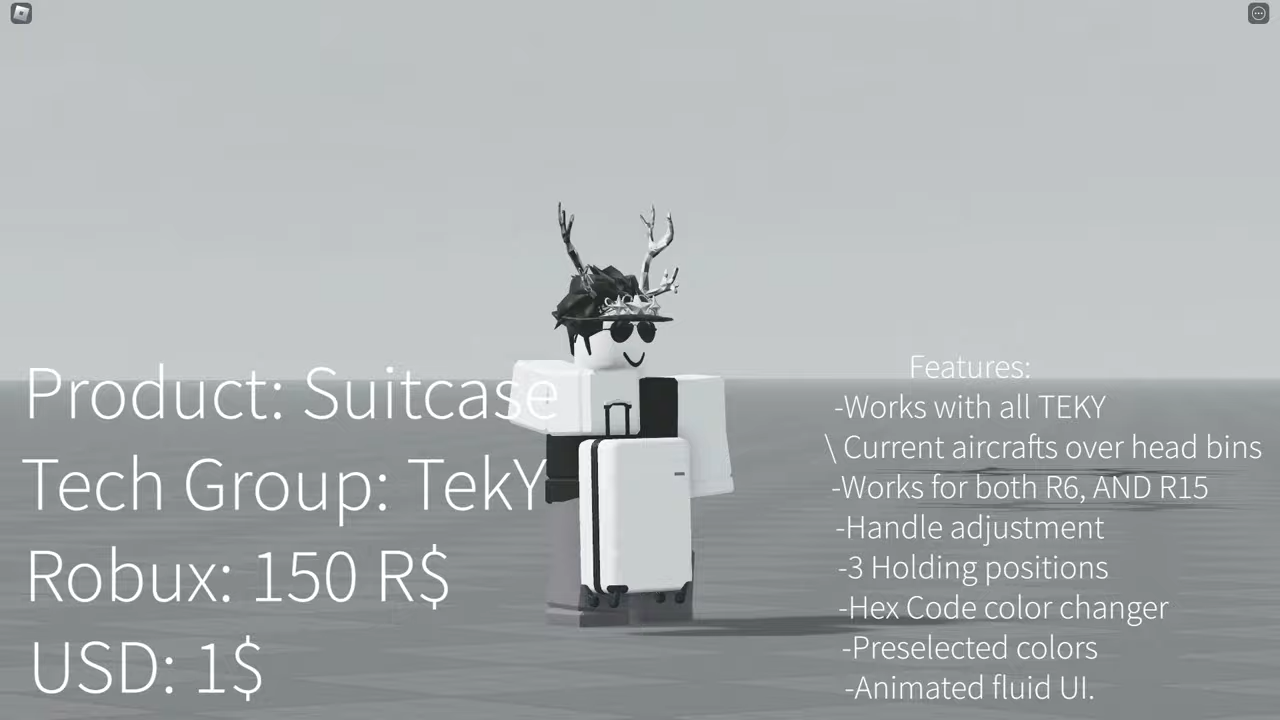 Product: Suitcase
Tech Group: TekY
Robux: 150 R$
USD: 1$
Features:
-Works with all TEKY
\ Current aircrafts over head bins
-Works for both R6, AND R15
-Handle adjustment
-3 Holding positions
-Hex Code color changer
-Preselected colors
-Animated fluid UI.